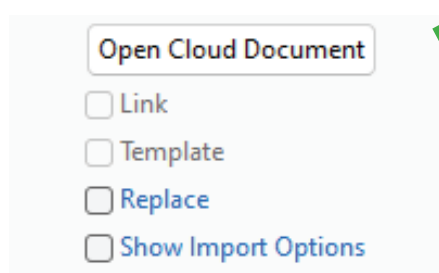 Open Cloud Document
Link
Template
Replace
Show Import Options